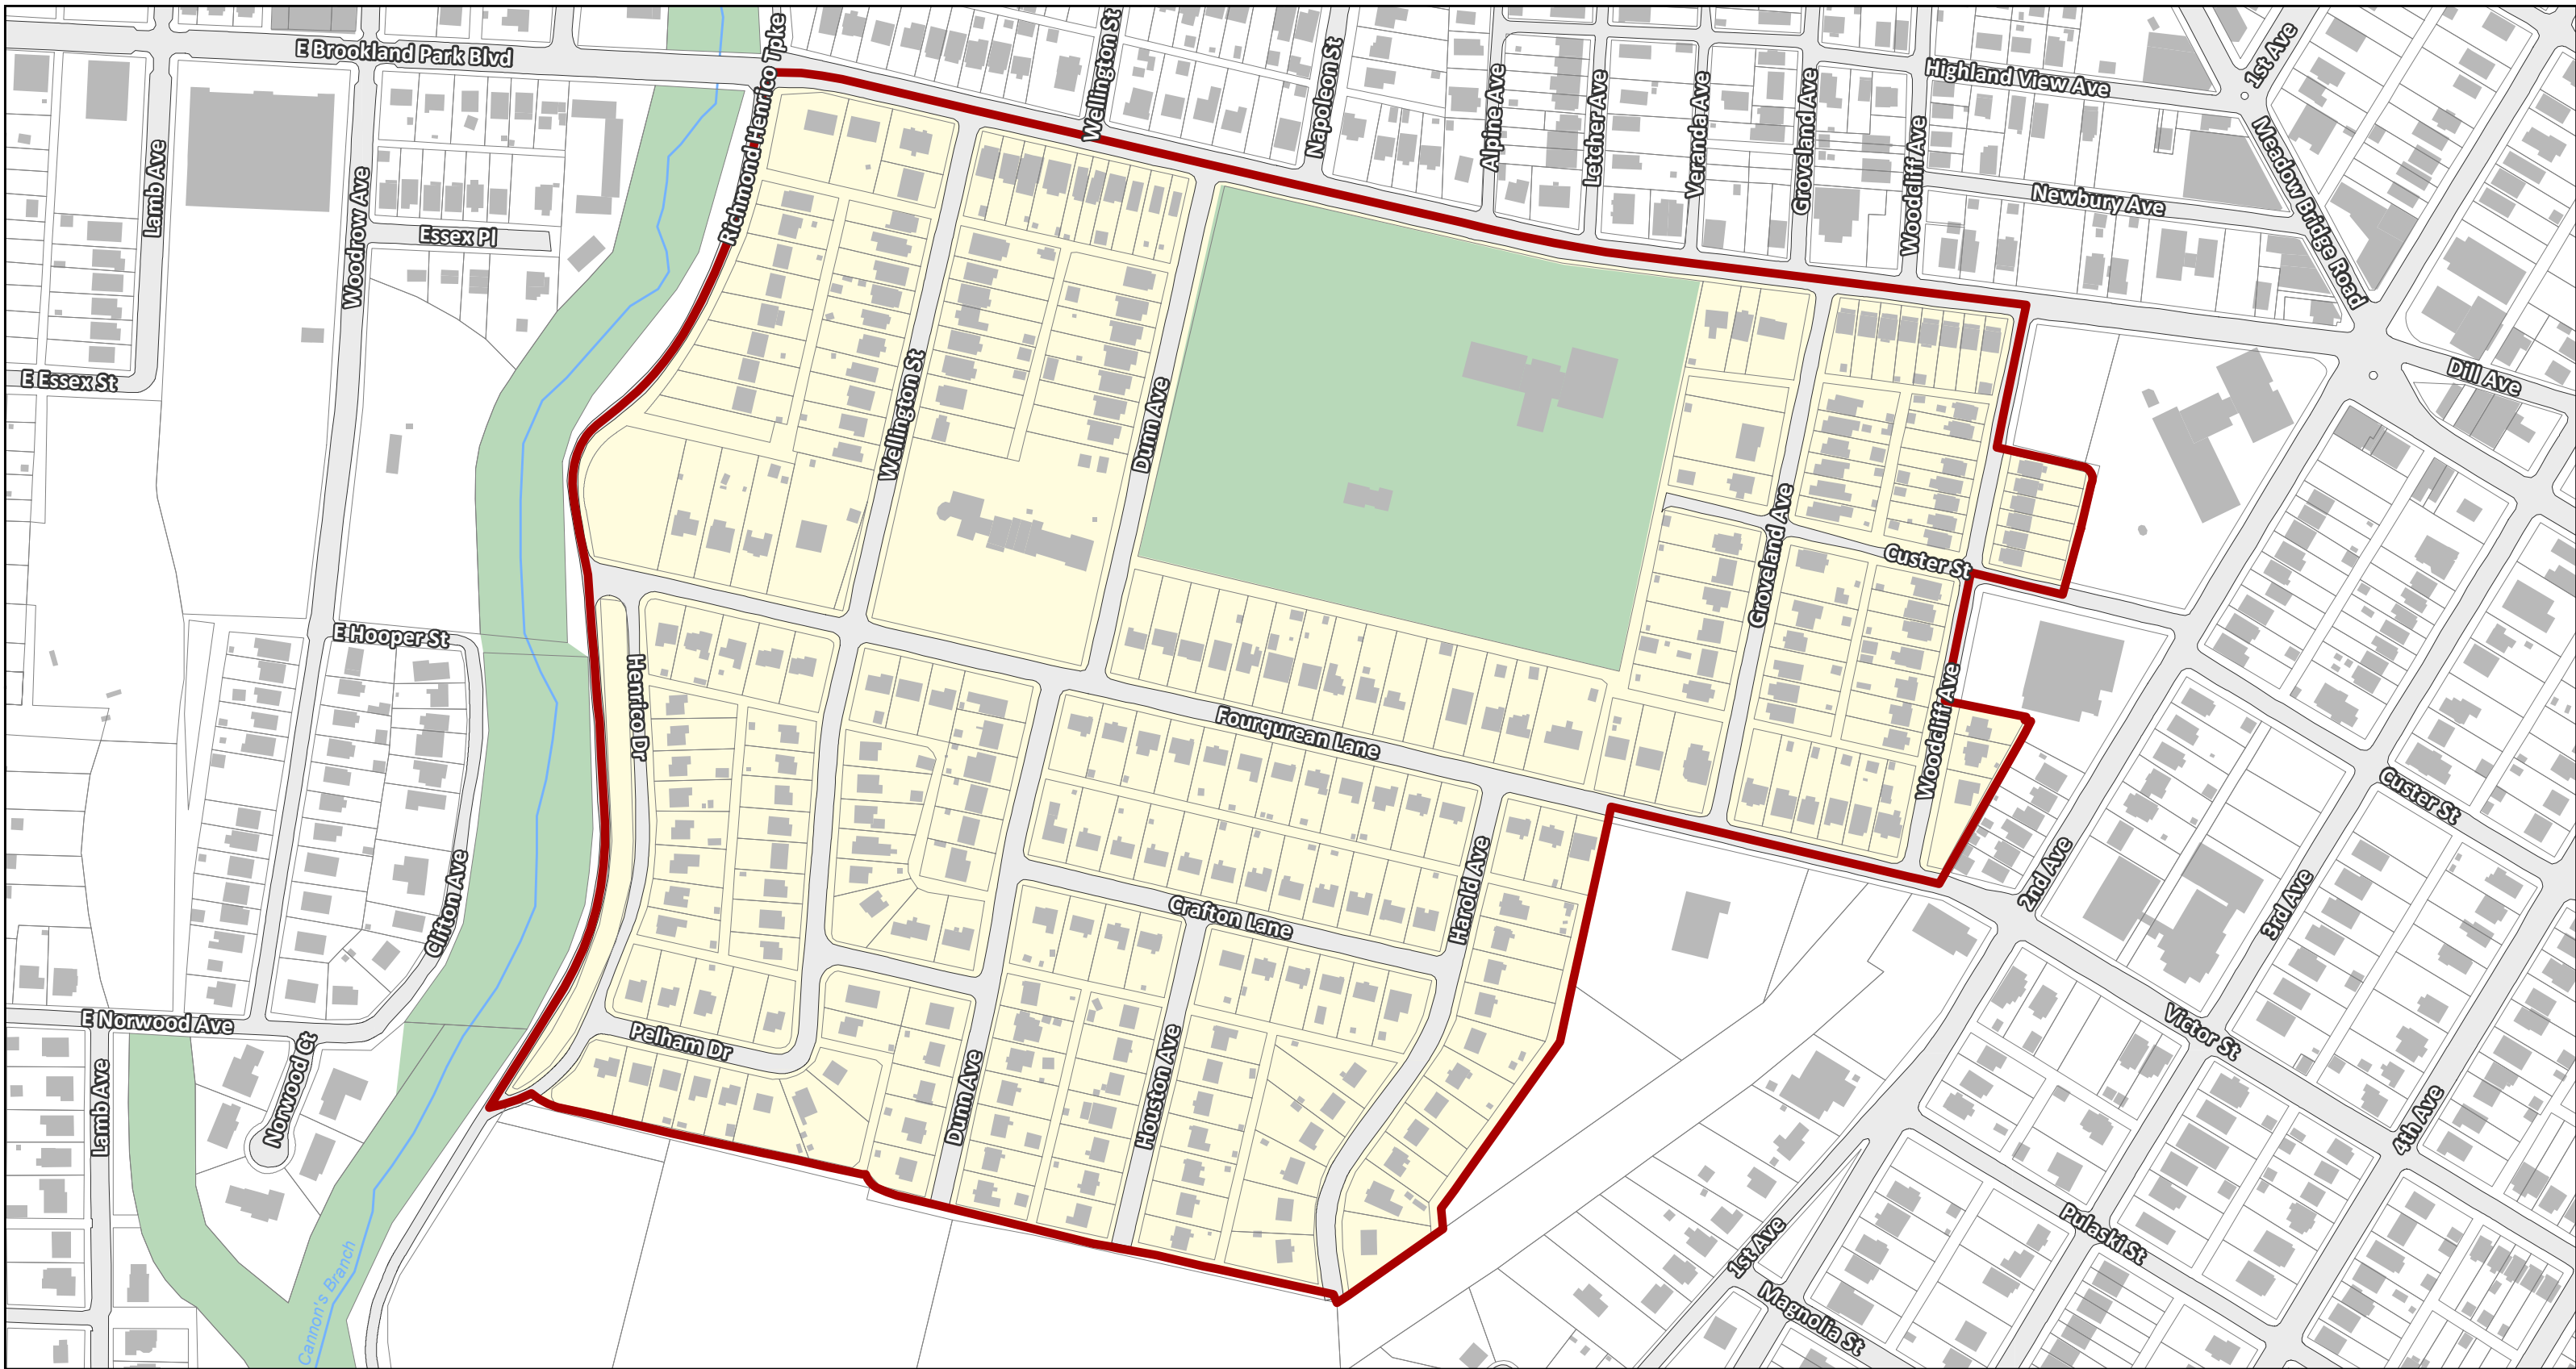 E Brookland Park Blvd
Richmond Henrico Tpke
Wellington St
Napoleon St
Alpine Ave
Letcher Ave
Veranda Ave
Groveland Ave
Woodcliff Ave
Highland View Ave
1st Ave
Meadow Bridge Road
Newbury Ave
Lamb Ave
Woodrow Ave
Essex Pl
E Essex St
Wellington St
Dunn Ave
Dill Ave
Groveland Ave
Custer St
E Hooper St
Henrico Dr
Fourqurean Lane
Woodcliff Ave
Custer St
Clifton Ave
Harold Ave
Crafton Lane
2nd Ave
3rd Ave
E Norwood Ave
Norwood Ct
Pelham Dr
Victor St
Lamb Ave
Dunn Ave
Houston Ave
4th Ave
Cannon's Branch
1st Ave
Pulaski St
Magnolia St